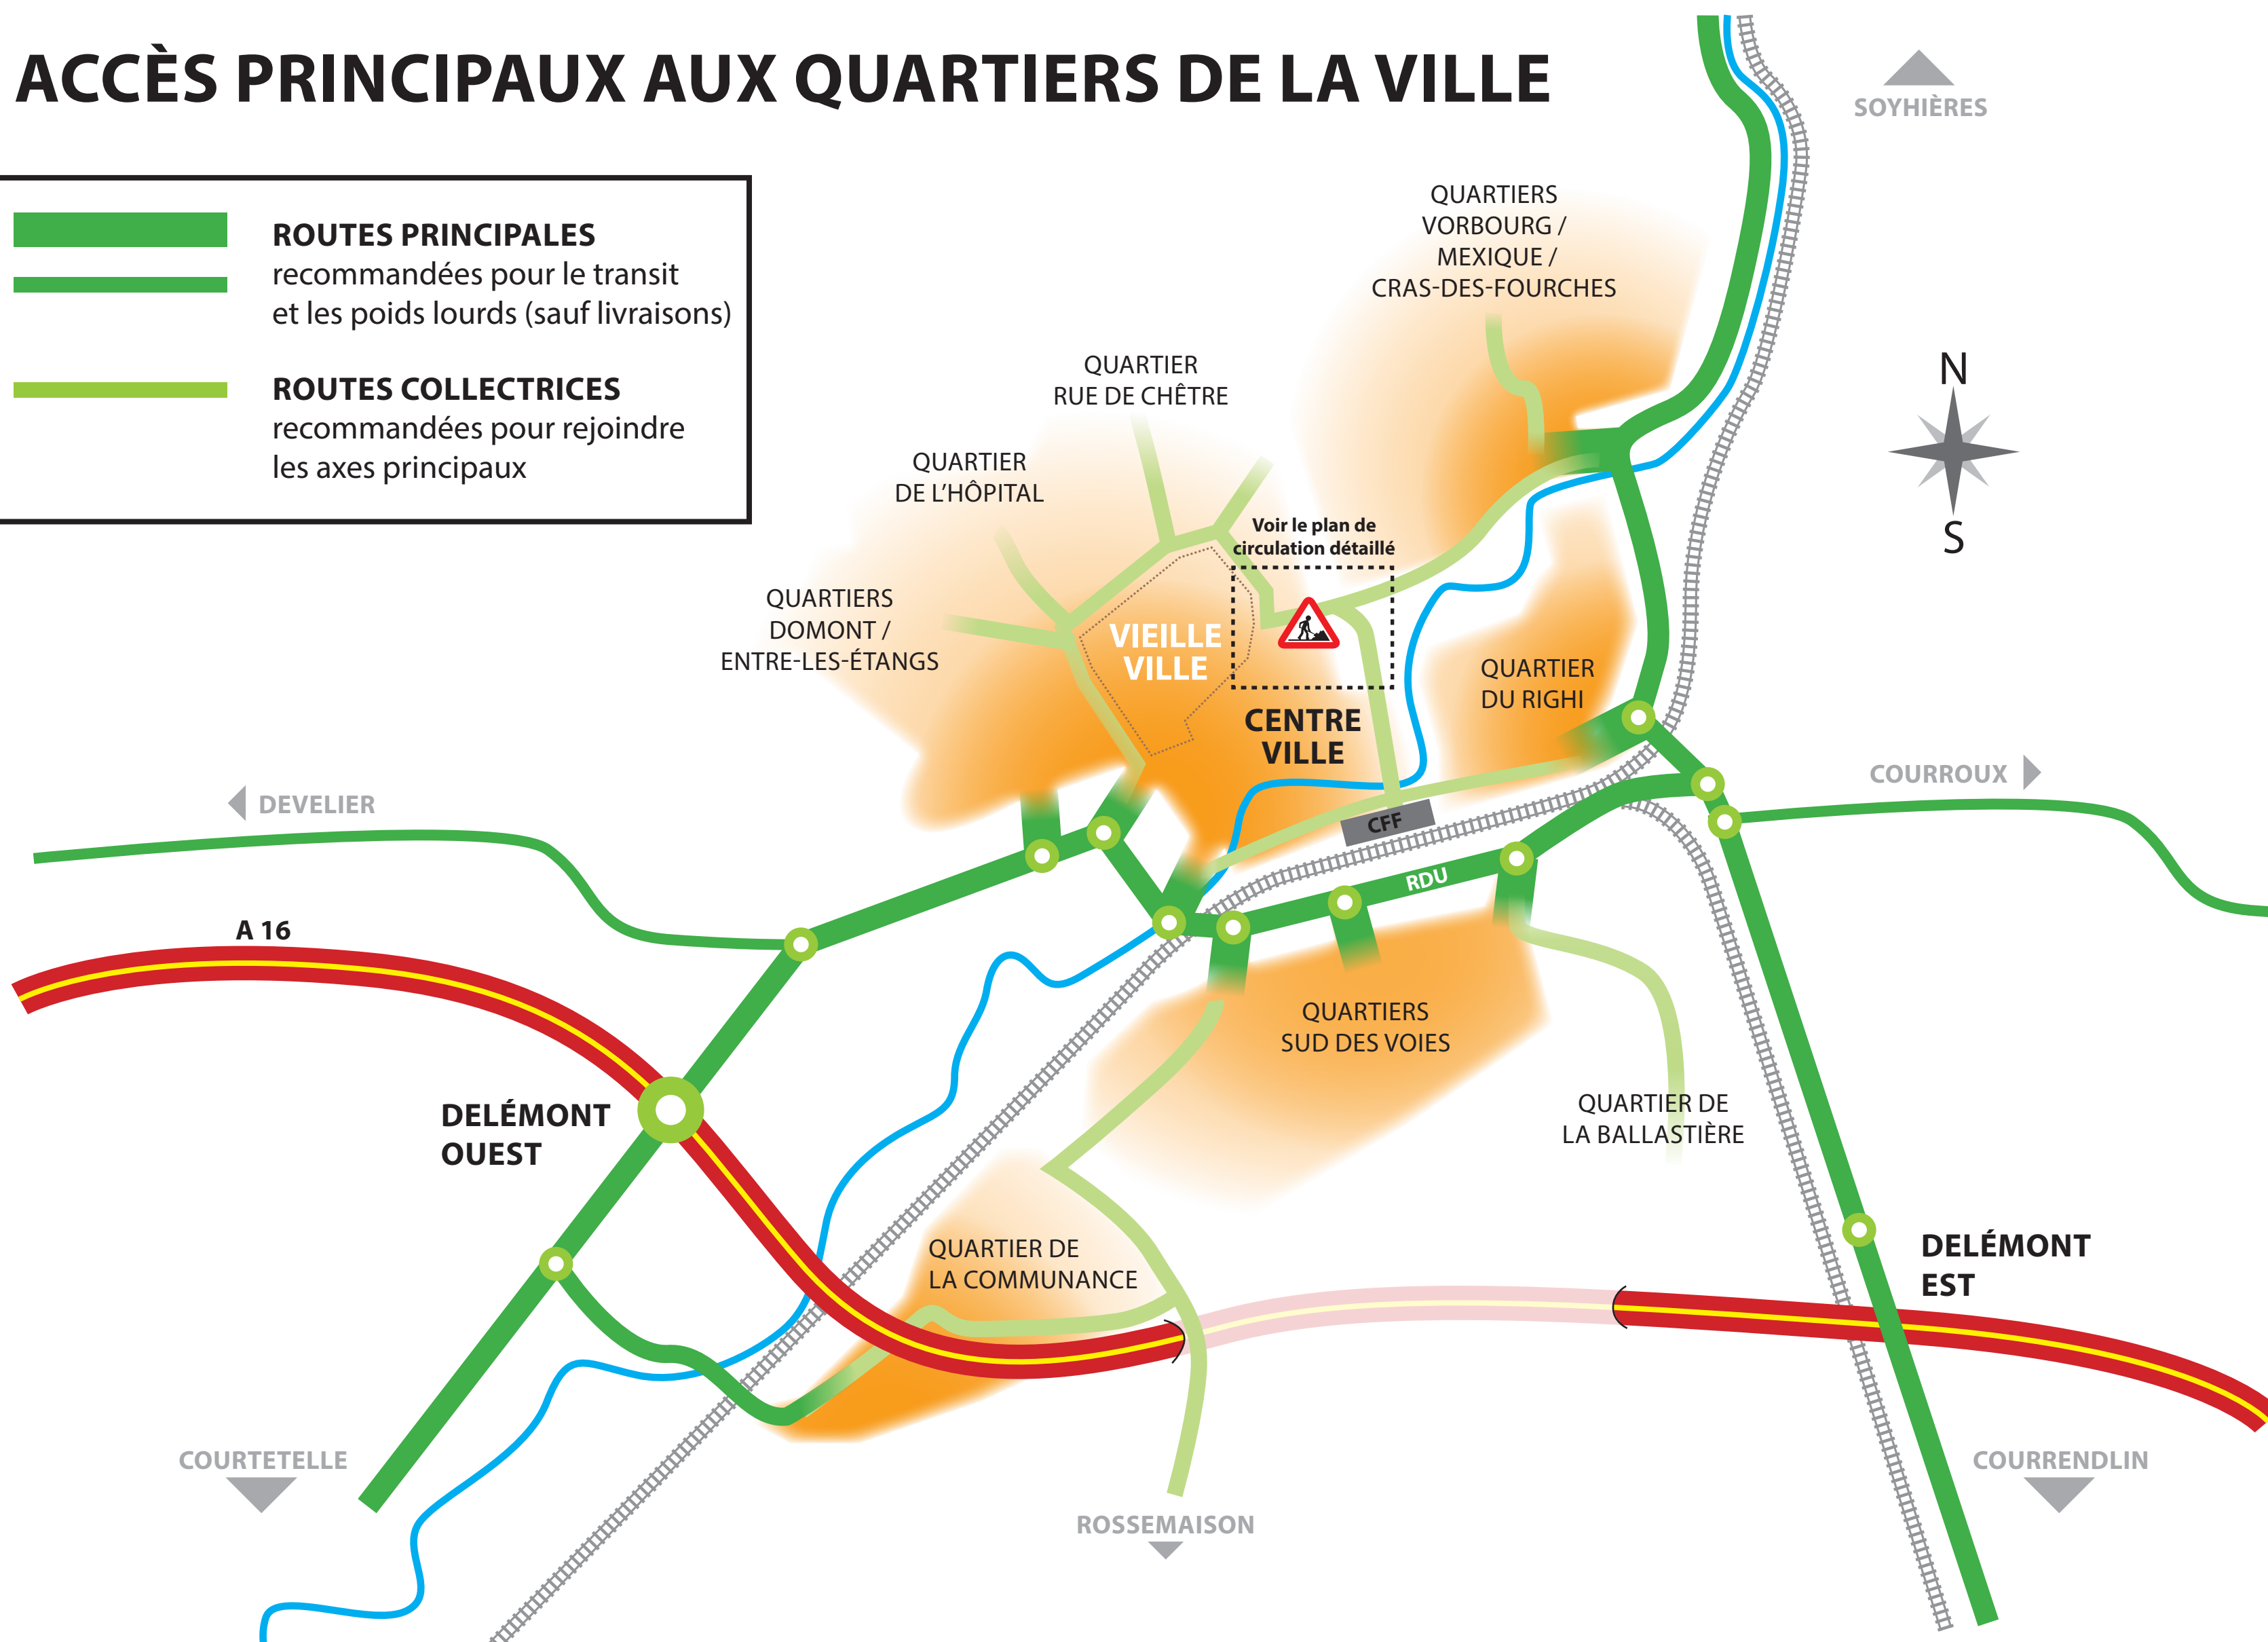 ACCÈS PRINCIPAUX AUX QUARTIERS DE LA VILLE
ROUTES PRINCIPALES
recommandées pour le transit
et les poids lourds (sauf livraisons)
ROUTES COLLECTRICES
recommandées pour rejoindre
les axes principaux
SOYHIÈRES
QUARTIERS
VORBOURG /
MEXIQUE /
CRAS-DES-FOURCHES
N
S
QUARTIER
RUE DE CHÊTRE
QUARTIER
DE L'HÔPITAL
Voir le plan de
circulation détaillé
QUARTIERS
DOMONT /
ENTRE-LES-ÉTANGS
VIEILLE
VILLE
QUARTIER
DU RIGHI
CENTRE
VILLE
COURROUX
DEVELIER
CFF
RDU
A 16
QUARTIERS
SUD DES VOIES
DELÉMONT
OUEST
QUARTIER DE
LA BALLASTIÈRE
QUARTIER DE
LA COMMUNANCE
DELÉMONT
EST
COURTETELLE
COURRENDLIN
ROSSEMAISON